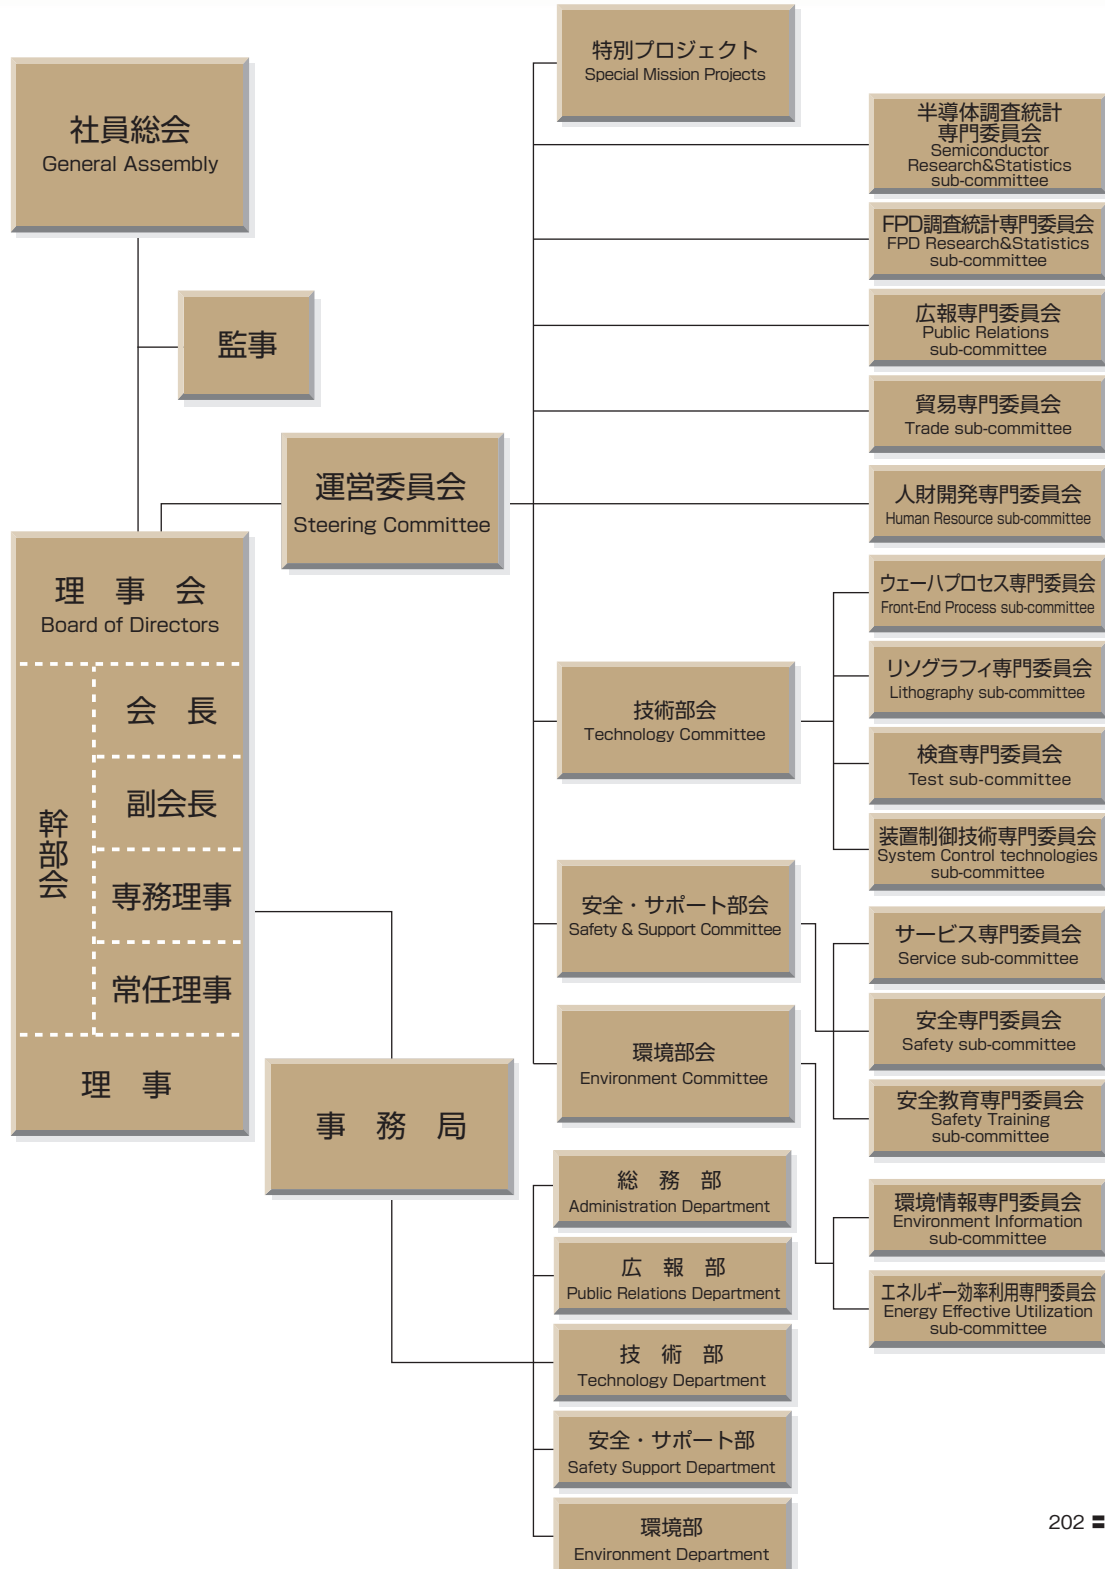 社員総会
General Assembly
監事
運営委員会
Steering Committee
理 事 会
Board of Directors
幹部会
会 長
副会長
専務理事
常任理事
理 事
事 務 局
特別プロジェクト
Special Mission Projects
半導体調査統計
専門委員会
Semiconductor
Research&Statistics
sub-committee
FPD調査統計専門委員会
FPD Research&Statistics
sub-committee
広報専門委員会
Public Relations
sub-committee
貿易専門委員会
Trade sub-committee
人財開発専門委員会
Human Resource sub-committee
技術部会
Technology Committee
ウェーハプロセス専門委員会
Front-End Process sub-committee
リソグラフィ専門委員会
Lithography sub-committee
検査専門委員会
Test sub-committee
装置制御技術専門委員会
System Control technologies
sub-committee
安全・サポート部会
Safety & Support Committee
サービス専門委員会
Service sub-committee
安全専門委員会
Safety sub-committee
安全教育専門委員会
Safety Training
sub-committee
環境部会
Environment Committee
環境情報専門委員会
Environment Information
sub-committee
エネルギー効率利用専門委員会
Energy Effective Utilization
sub-committee
総 務 部
Administration Department
広 報 部
Public Relations Department
技 術 部
Technology Department
安全・サポート部
Safety Support Department
環境部
Environment Department
202